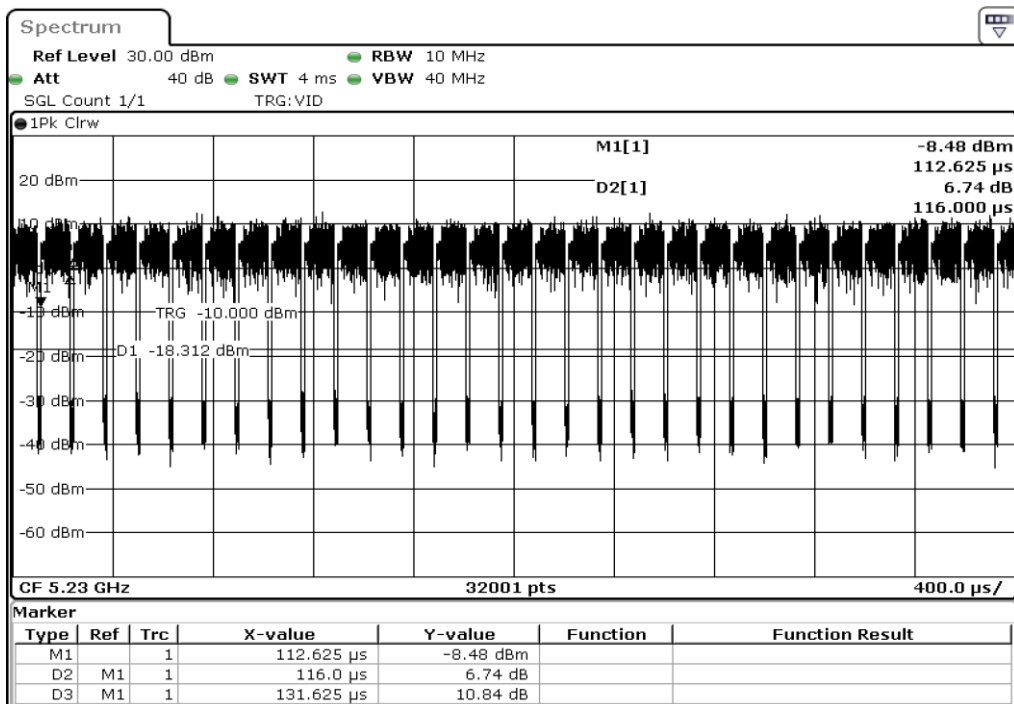 Spectrum
Ref Level 30.00 dBm RBW 10 MHz
Att 40 dB SWT 4 ms VBW 40 MHz
SGL Count 1/1 TRG:VID
1Pk Clrw
M1[1] -8.48 dBm
112.625 µs
20 dBm D2[1] 6.74 dB
116.000 µs
10 dBm
M1
-10 dBm TRG -10.000 dBm
-20 dBm D1 -18.312 dBm
-30 dBm
-40 dBm
-50 dBm
-60 dBm
CF 5.23 GHz 32001 pts 400.0 µs/
Marker
Type Ref Trc X-value Y-value Function Function Result
M1 1 112.625 µs -8.48 dBm
D2 M1 1 116.0 µs 6.74 dB
D3 M1 1 131.625 µs 10.84 dB